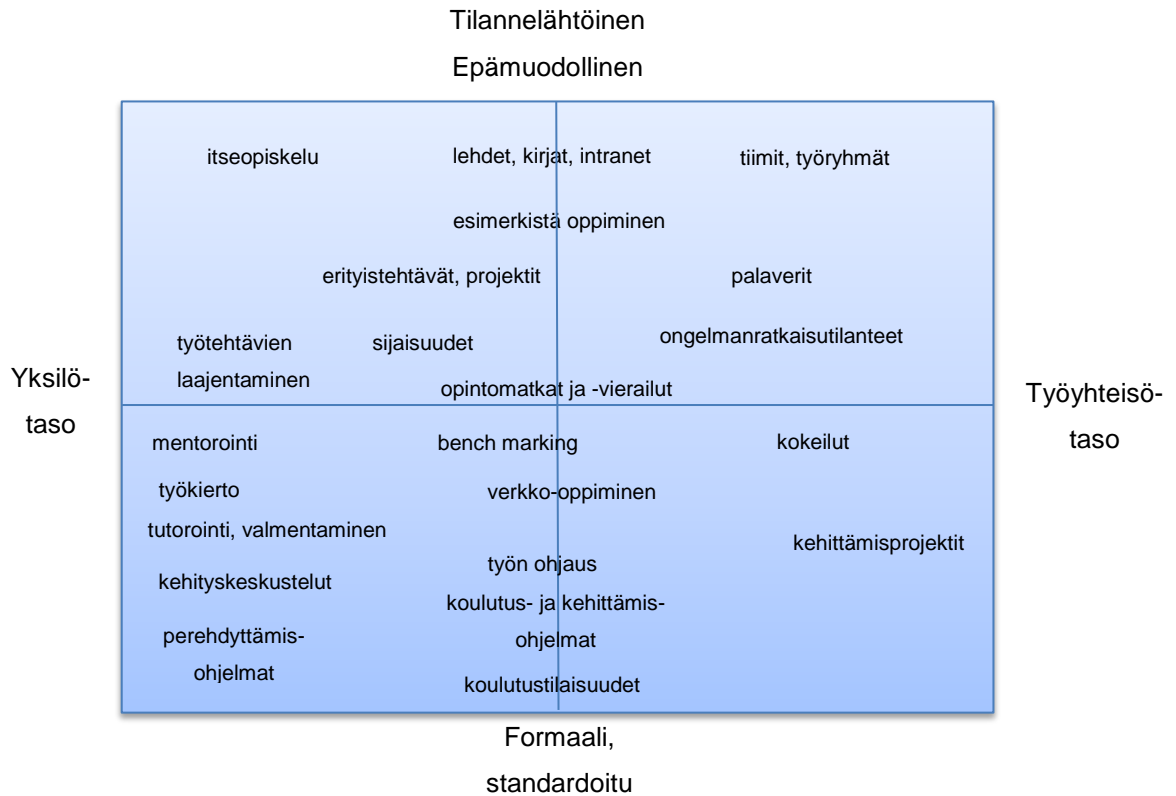 Tilannelähtöinen
Epämuodollinen
itseopiskelu
lehdet, kirjat, intranet
tiimit, työryhmät
esimerkistä oppiminen
erityistehtävät, projektit
palaverit
ongelmanratkaisutilanteet
työtehtävien
laajentaminen
sijaisuudet
opintomatkat ja -vierailut
Yksilö-
taso
Työyhteisö-
taso
mentorointi
bench marking
kokeilut
työkierto
verkko-oppiminen
tutorointi, valmentaminen
kehittämisprojektit
työn ohjaus
kehityskeskustelut
koulutus- ja kehittämis-
ohjelmat
perehdyttämis-
ohjelmat
koulutustilaisuudet
Formaali,
standardoitu